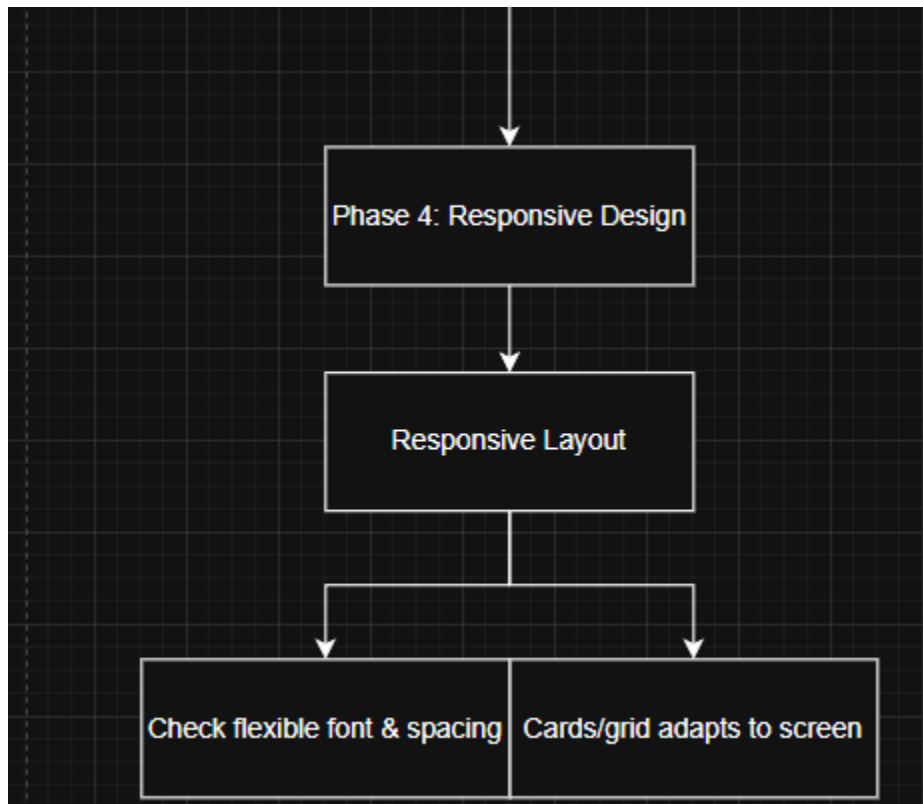 Phase 4: Responsive Design
Responsive Layout
Check flexible font & spacing
Cards/grid adapts to screen